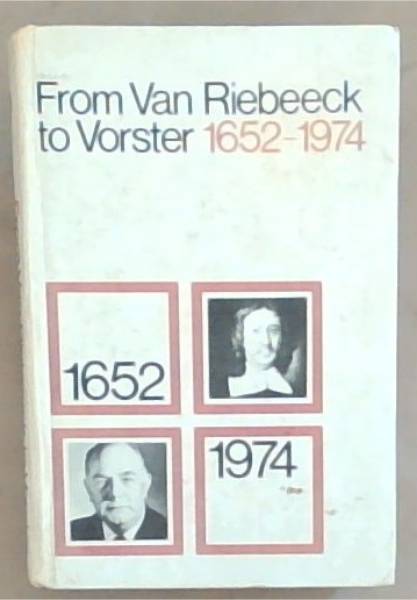 From Van Riebeeck
to Vorster 1652-1974
1652
1974